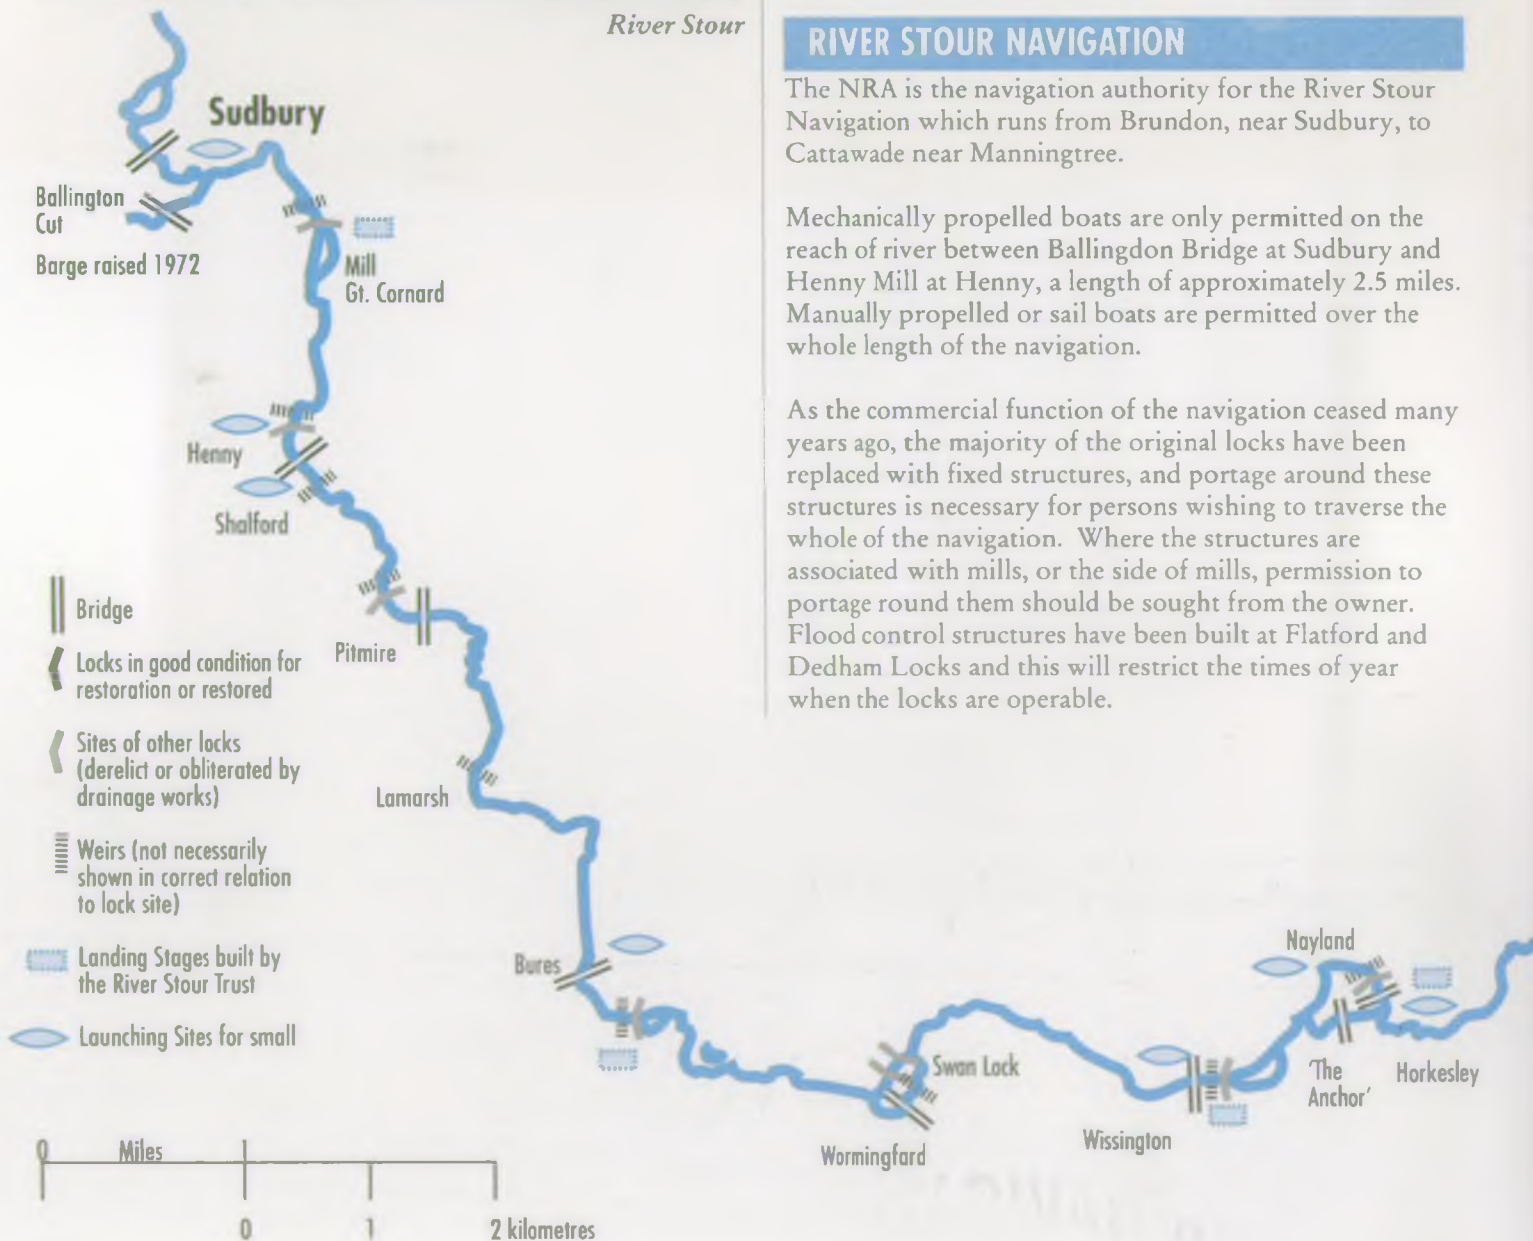 River Stour
RIVER STOUR NAVIGATION
The NRA is the navigation authority for the River Stour
Navigation which runs from Brundon, near Sudbury, to
Cattawade near Manningtree.
Mechanically propelled boats are only permitted on the
reach of river between Ballingdon Bridge at Sudbury and
Henny Mill at Henny, a length of approximately 2.5 miles.
Manually propelled or sail boats are permitted over the
whole length of the navigation.
As the commercial function of the navigation ceased many
years ago, the majority of the original locks have been
replaced with fixed structures, and portage around these
structures is necessary for persons wishing to traverse the
whole of the navigation. Where the structures are
associated with mills, or the side of mills, permission to
portage round them should be sought from the owner.
Flood control structures have been built at Flatford and
Dedham Locks and this will restrict the times of year
when the locks are operable.
Sudbury
Ballington
Cut
Barge raised 1972
Mill
Gt. Cornard
Henny
Shalford
Pitmire
Lamarsh
Bures
Swan Lock
Wormingfard
Wissington
Nayland
'The
Anchor'
Horkesley
Bridge
Locks in good condition for
restoration or restored
Sites of other locks
(derelict or obliterated by
drainage works)
Weirs (not necessarily
shown in correct relation
to lock site)
Landing Stages built by
the River Stour Trust
Launching Sites for small
0 Miles 1
0 1 2 kilometres